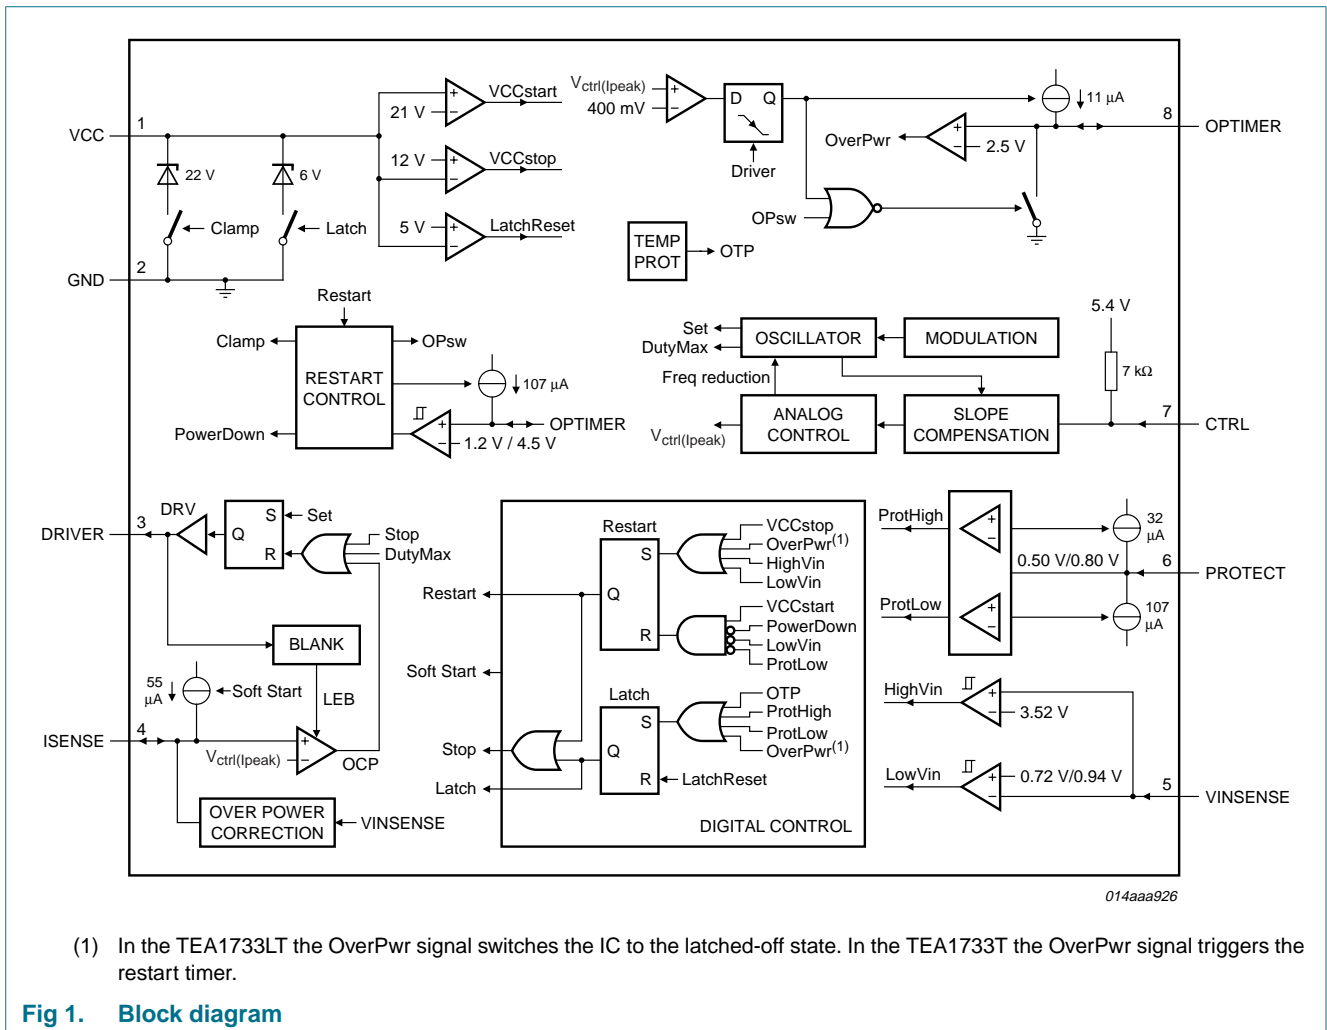 VCC
1
22 V
6 V
Clamp
Latch
GND
2
21 V
VCCstart
12 V
VCCstop
5 V
LatchReset
Vctrl(Ipeak)
400 mV
D Q
Driver
OverPwr
2.5 V
11 μA
8
OPTIMER
OPsw
TEMP
PROT
OTP
Restart
Clamp
OPsw
RESTART
CONTROL
107 μA
OPTIMER
PowerDown
1.2 V / 4.5 V
Set
DutyMax
OSCILLATOR
MODULATION
Freq reduction
5.4 V
7 kΩ
ANALOG
CONTROL
SLOPE
COMPENSATION
Vctrl(Ipeak)
7
CTRL
DRIVER
3
DRV
S
Q
R
Set
Stop
DutyMax
BLANK
LEB
55
μA
Soft Start
ISENSE
4
Vctrl(Ipeak)
OCP
OVER POWER
CORRECTION
VINSENSE
Restart
S
Q
R
VCCstop
OverPwr(1)
HighVin
LowVin
VCCstart
PowerDown
LowVin
ProtLow
Restart
Soft Start
Latch
S
Q
R
OTP
ProtHigh
ProtLow
OverPwr(1)
LatchReset
Stop
Latch
DIGITAL CONTROL
ProtHigh
32
μA
0.50 V/0.80 V
6
PROTECT
ProtLow
107
μA
HighVin
3.52 V
LowVin
0.72 V/0.94 V
5
VINSENSE
014aaa926
(1) In the TEA1733LT the OverPwr signal switches the IC to the latched-off state. In the TEA1733T the OverPwr signal triggers the
restart timer.
Fig 1. Block diagram